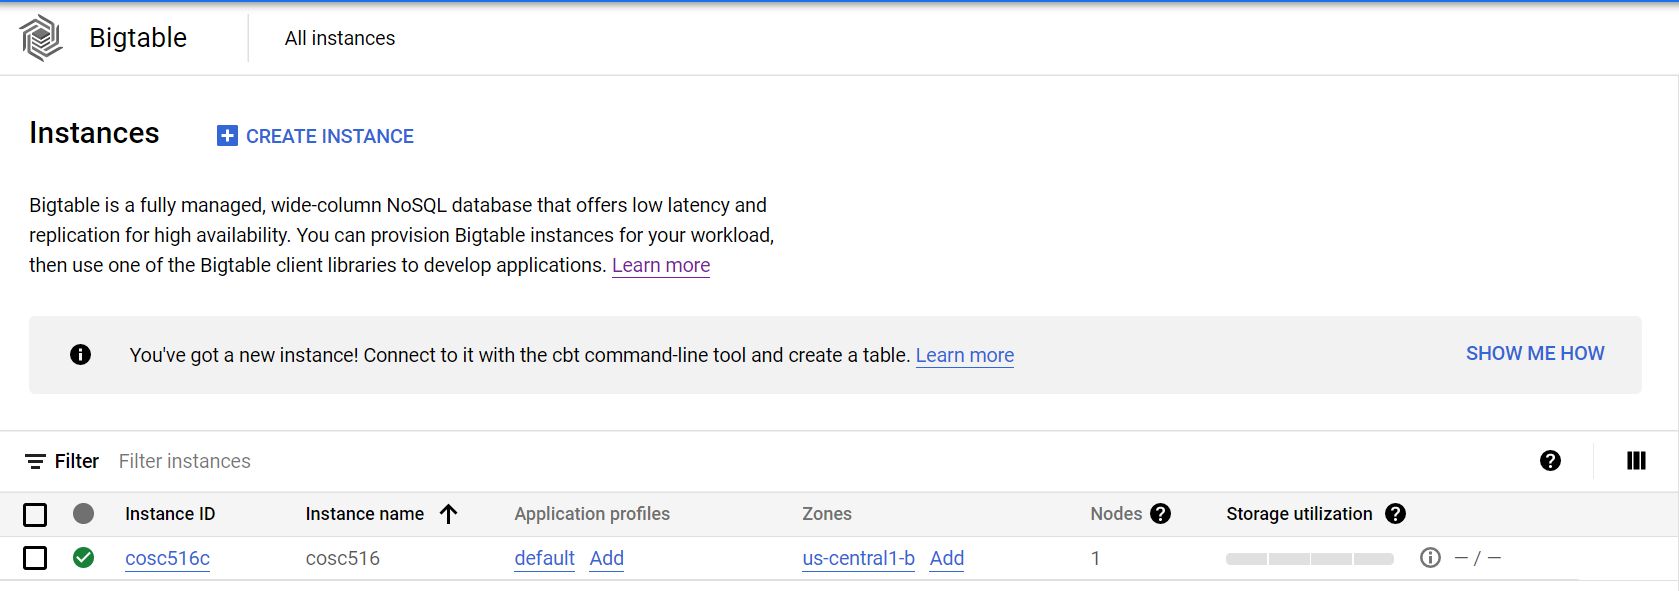 Bigtable
All instances
Instances
CREATE INSTANCE
Bigtable is a fully managed, wide-column NoSQL database that offers low latency and
replication for high availability. You can provision Bigtable instances for your workload,
then use one of the Bigtable client libraries to develop applications. Learn more
You've got a new instance! Connect to it with the cbt command-line tool and create a table. Learn more
SHOW ME HOW
Filter Filter instances
Instance ID Instance name Application profiles Zones Nodes Storage utilization
cosc516c cosc516 default Add us-central1-b Add 1 — / —